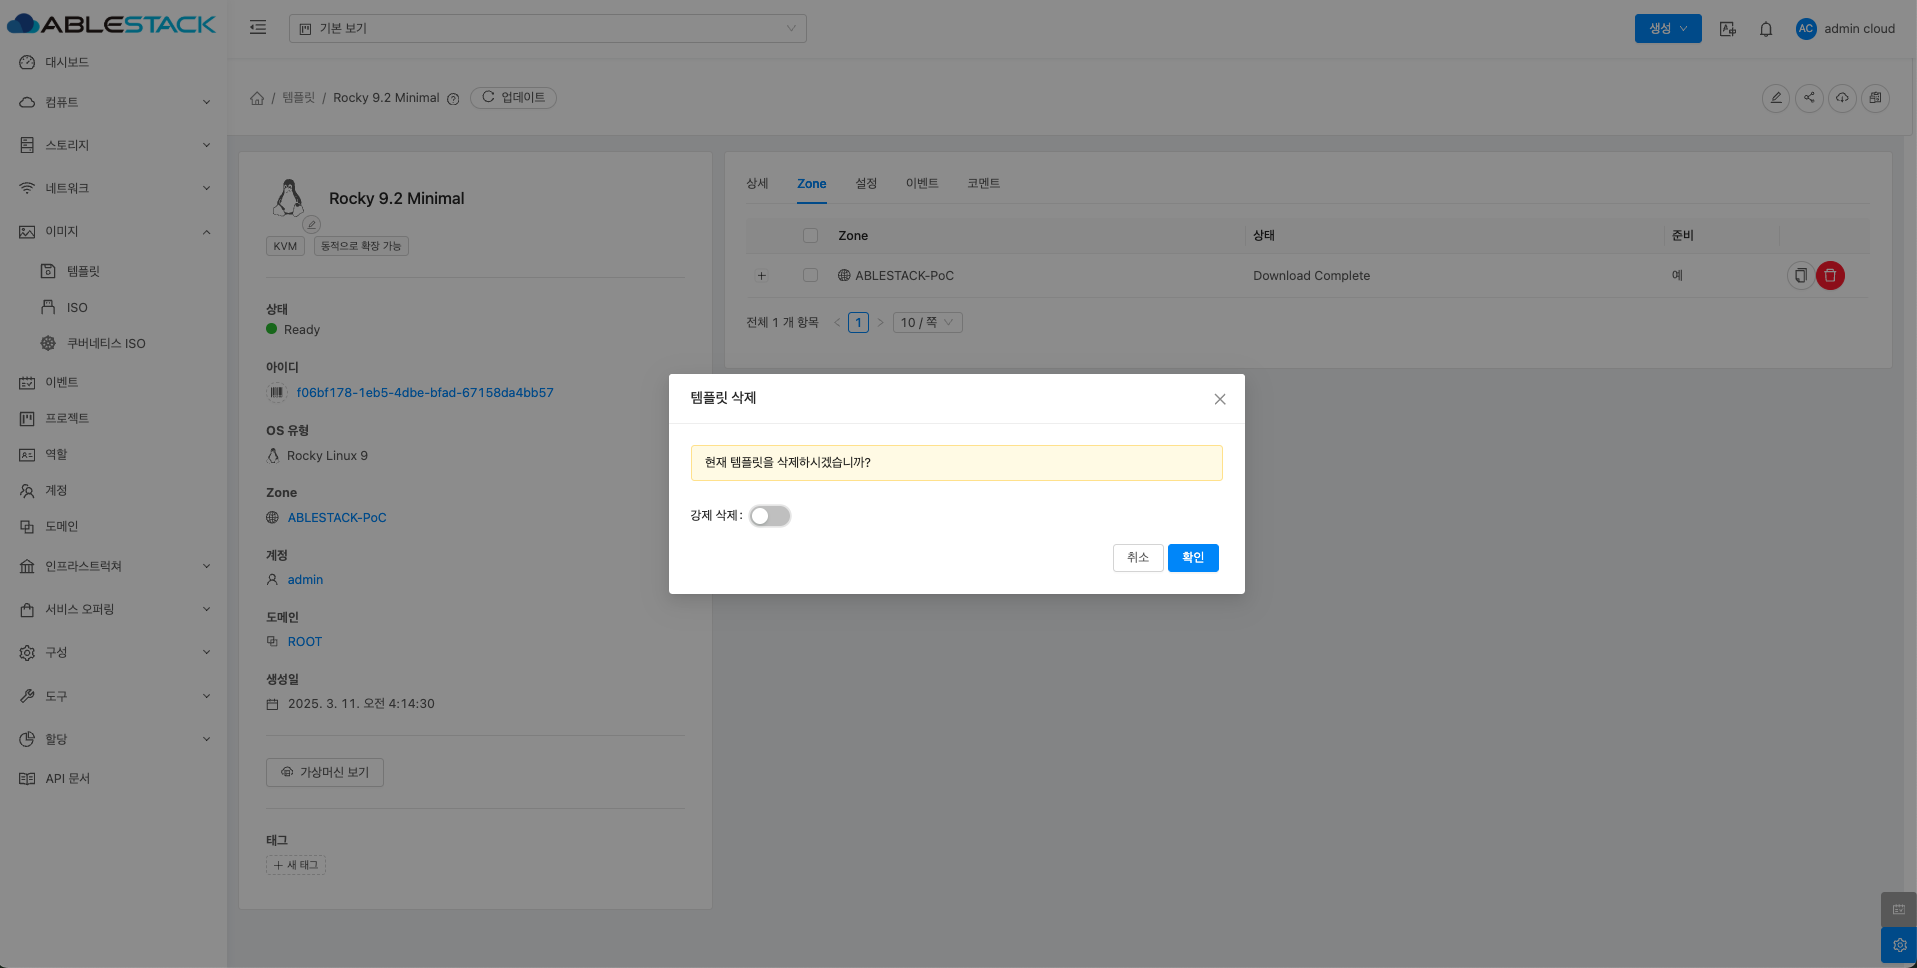 ABLESTACK
기본 보기
생성
AC
admin cloud
대시보드
컴퓨트
스토리지
네트워크
이미지
템플릿
ISO
쿠버네티스 ISO
이벤트
프로젝트
역할
계정
도메인
인프라스트럭쳐
서비스 오퍼링
구성
도구
할당
API 문서
/ 템플릿 / Rocky 9.2 Minimal
업데이트
Rocky 9.2 Minimal
KVM
동적으로 확장 가능
상태
Ready
아이디
f06bf178-1eb5-4dbe-bfad-67158da4bb57
OS 유형
Rocky Linux 9
Zone
ABLESTACK-PoC
계정
admin
도메인
ROOT
생성일
2025. 3. 11. 오전 4:14:30
가상머신 보기
태그
+ 새 태그
상세 Zone 설정 이벤트 코멘트
Zone 상태 준비
ABLESTACK-PoC Download Complete 예
전체 1 개 항목 < 1 > 10 / 쪽
템플릿 삭제
현재 템플릿을 삭제하시겠습니까?
강제 삭제 :
취소
확인